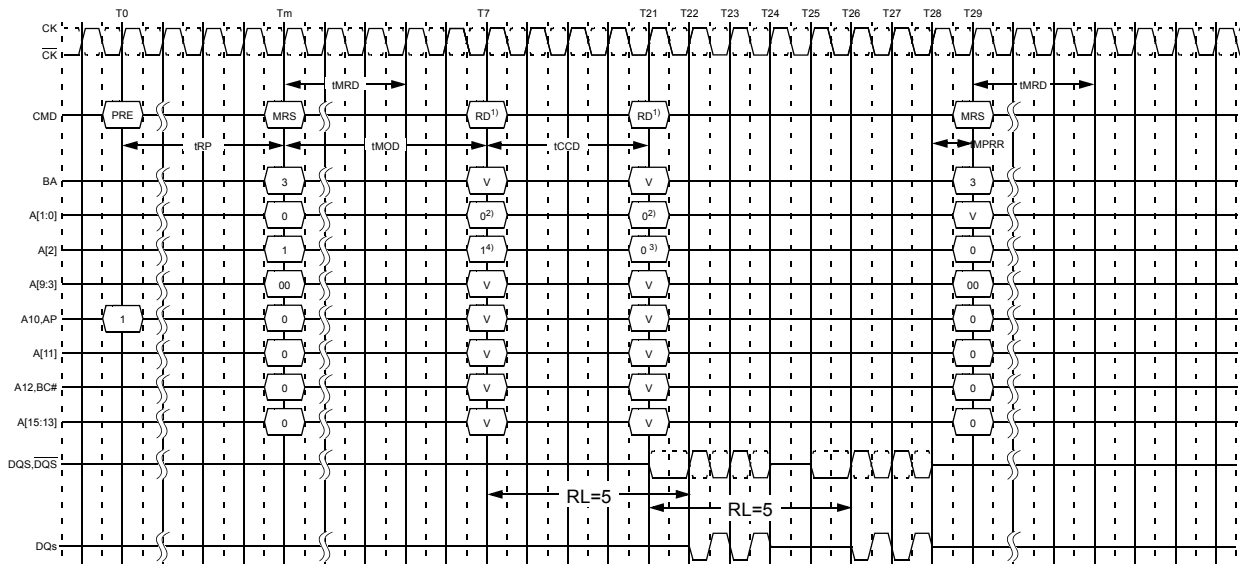 T0 Tm T7 T21 T22 T23 T24 T25 T26 T27 T28 T29
CK
CK
tMRD tMRD
CMD PRE MRS RD1) RD1) MRS
tRP tMOD tCCD tMPRR
BA 3 V V 3
A[1:0] 0 02) 02) V
A[2] 1 14) 0 3) 0
A[9:3] 00 V V 00
A10,AP 1 0 V V 0
A[11] 0 V V 0
A12,BC# 0 V V 0
A[15:13] 0 V V 0
DQS,DQS
RL=5
RL=5
DQs